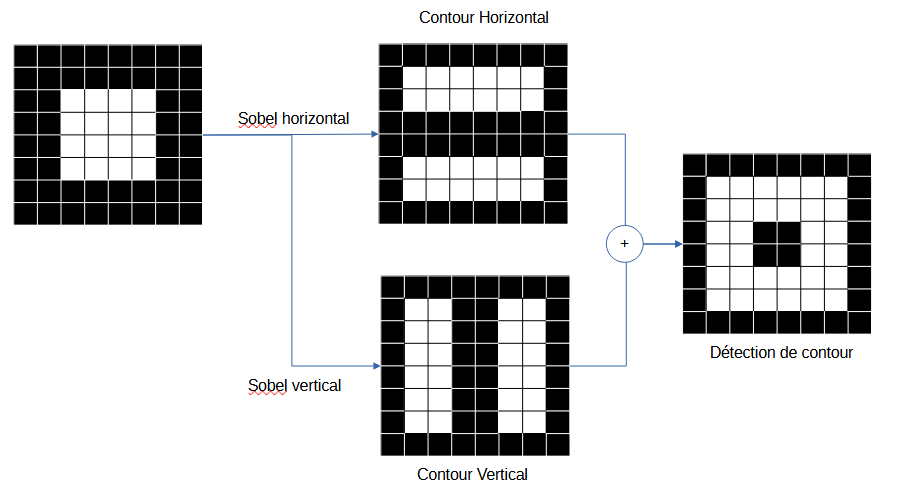 Contour Horizontal
Sobel horizontal
+
Détection de contour
Sobel vertical
Contour Vertical